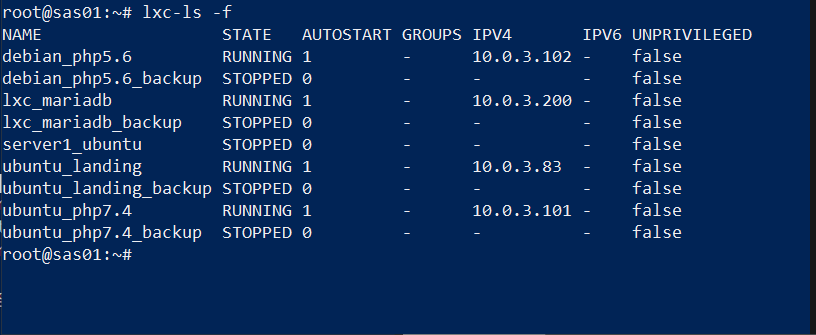 root@sas01:~# lxc-ls -f
NAME                  STATE   AUTOSTART GROUPS IPV4       IPV6 UNPRIVILEGED
debian_php5.6         RUNNING 1         -      10.0.3.102 -    false
debian_php5.6_backup  STOPPED 0         -      -          -    false
lxc_mariadb           RUNNING 1         -      10.0.3.200 -    false
lxc_mariadb_backup    STOPPED 0         -      -          -    false
server1_ubuntu        STOPPED 0         -      -          -    false
ubuntu_landing        RUNNING 1         -      10.0.3.83  -    false
ubuntu_landing_backup STOPPED 0         -      -          -    false
ubuntu_php7.4         RUNNING 1         -      10.0.3.101 -    false
ubuntu_php7.4_backup  STOPPED 0         -      -          -    false
root@sas01:~#